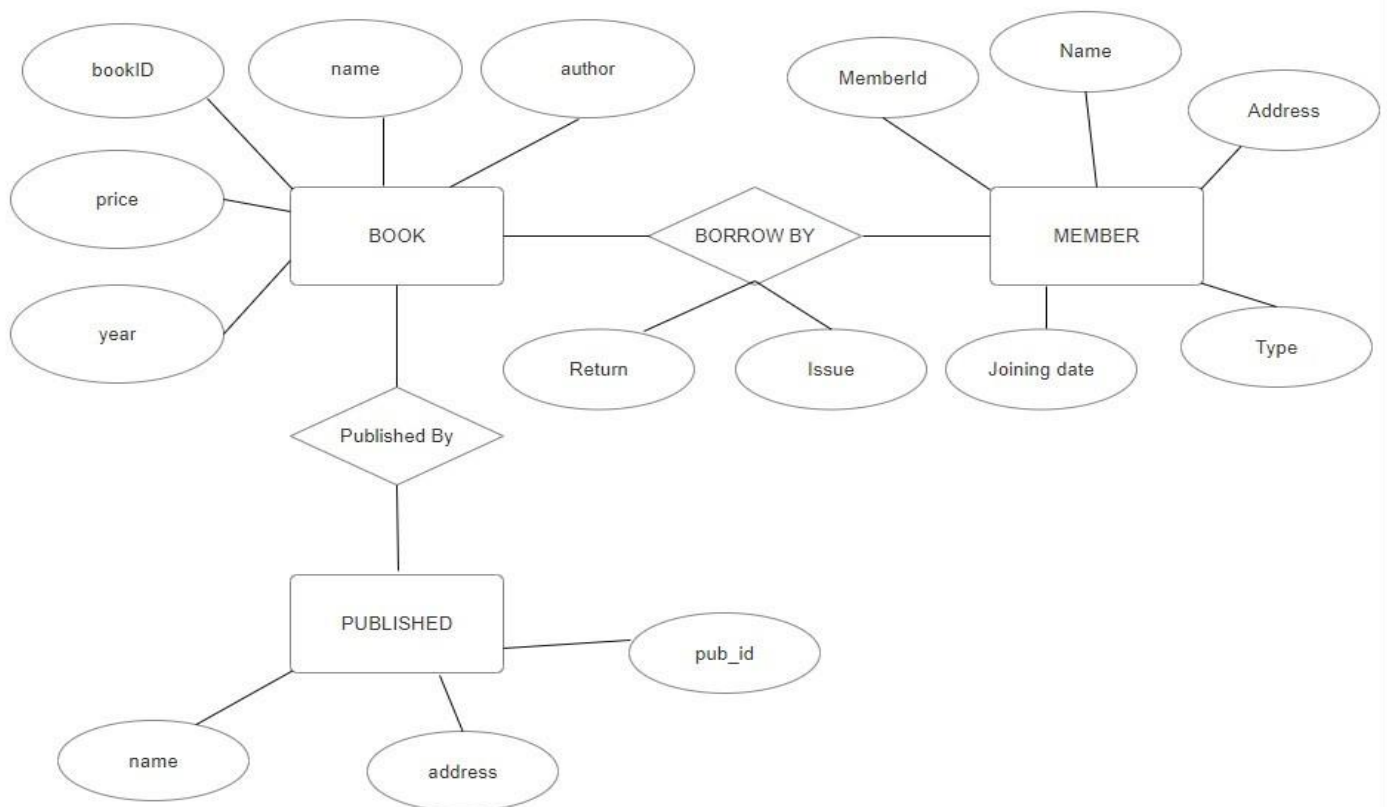 bookID
name
author
MemberId
Name
Address
price
BOOK
BORROW BY
MEMBER
year
Return
Issue
Joining date
Type
Published By
PUBLISHED
pub_id
name
address